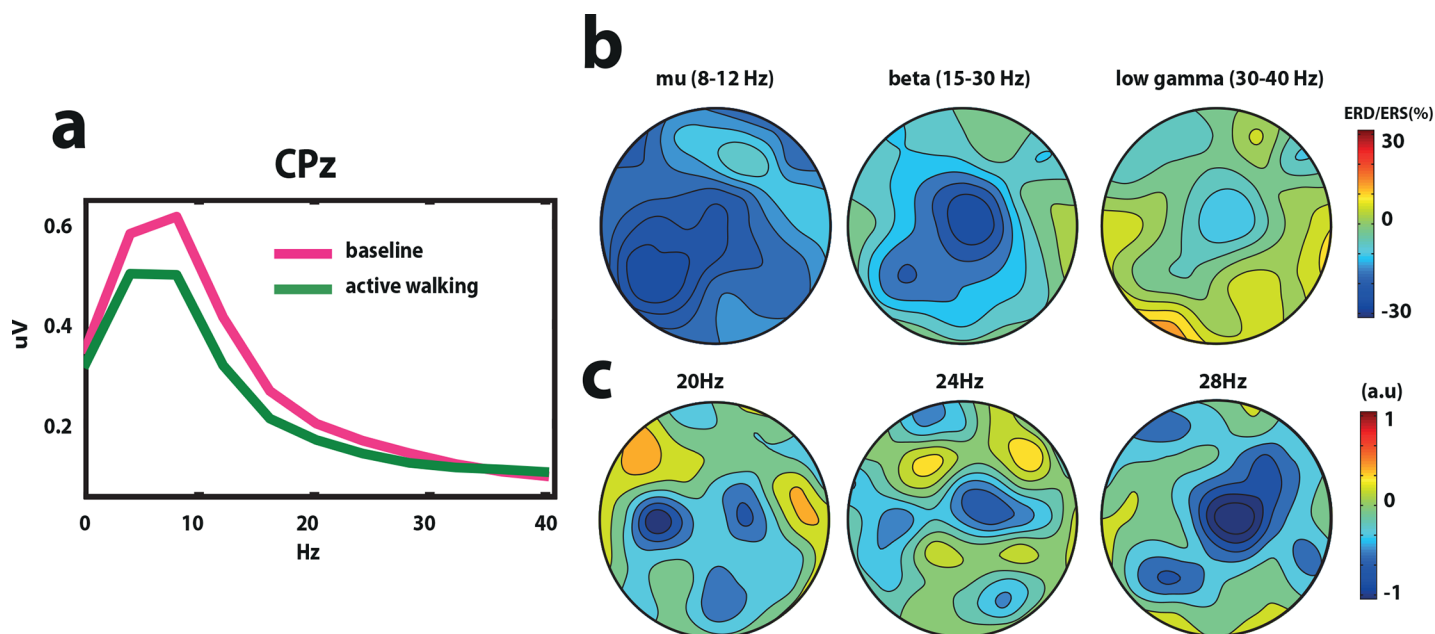 a
CPz
uV
0.6
0.4
0.2
baseline
active walking
0
10
20
30
40
Hz
b
mu (8-12 Hz)
beta (15-30 Hz)
low gamma (30-40 Hz)
ERD/ERS(%)
30
0
-30
c
20Hz
24Hz
28Hz
(a.u)
1
0
-1